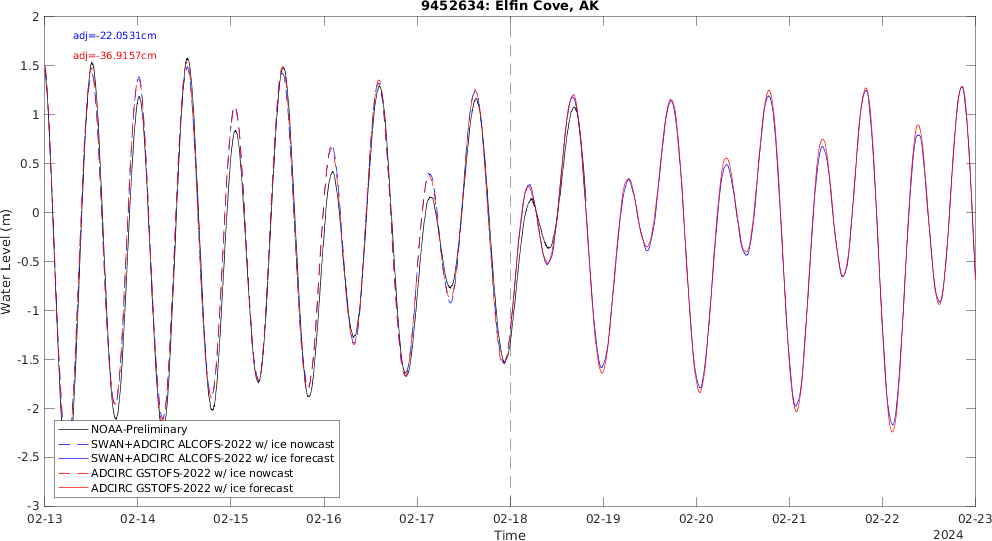 9452634: Elfin Cove, AK
adj=-22.0531cm
adj=-36.9157cm
Water Level (m)
2
1.5
1
0.5
0
-0.5
-1
-1.5
-2
-2.5
-3
NOAA-Preliminary
SWAN+ADCIRC ALCOFS-2022 w/ ice nowcast
SWAN+ADCIRC ALCOFS-2022 w/ ice forecast
ADCIRC GSTOFS-2022 w/ ice nowcast
ADCIRC GSTOFS-2022 w/ ice forecast
02-13 02-14 02-15 02-16 02-17 02-18 02-19 02-20 02-21 02-22 02-23
Time
2024